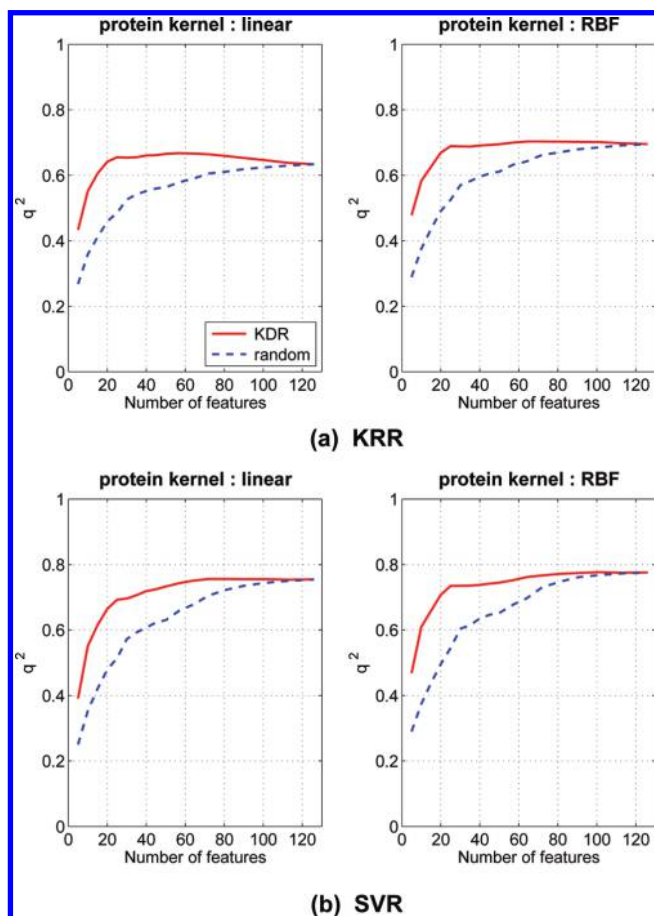 protein kernel : linear
protein kernel : RBF
1
0.8
0.6
0.4
0.2
0
q 2
KDR
random
0 20 40 60 80 100 120
Number of features
1
0.8
0.6
0.4
0.2
0
q 2
0 20 40 60 80 100 120
Number of features
(a) KRR
protein kernel : linear
protein kernel : RBF
1
0.8
0.6
0.4
0.2
0
q 2
0 20 40 60 80 100 120
Number of features
1
0.8
0.6
0.4
0.2
0
q 2
0 20 40 60 80 100 120
Number of features
(b) SVR